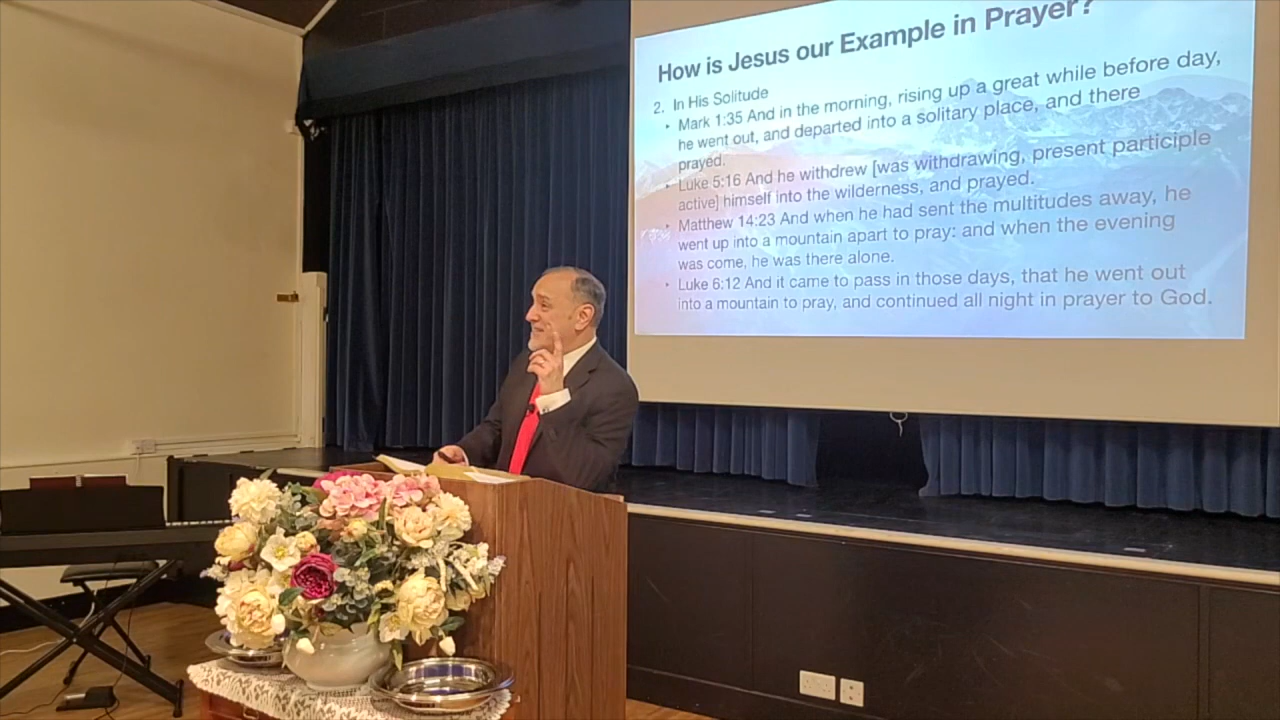 How is Jesus our Example in Prayer?
2. In His Solitude
• Mark 1:35 And in the morning, rising up a great while before day,
he went out, and departed into a solitary place, and there
prayed.
• Luke 5:16 And he withdrew [was withdrawing, present participle
active] himself into the wilderness, and prayed.
• Matthew 14:23 And when he had sent the multitudes away, he
went up into a mountain apart to pray: and when the evening
was come, he was there alone.
• Luke 6:12 And it came to pass in those days, that he went out
into a mountain to pray, and continued all night in prayer to God.